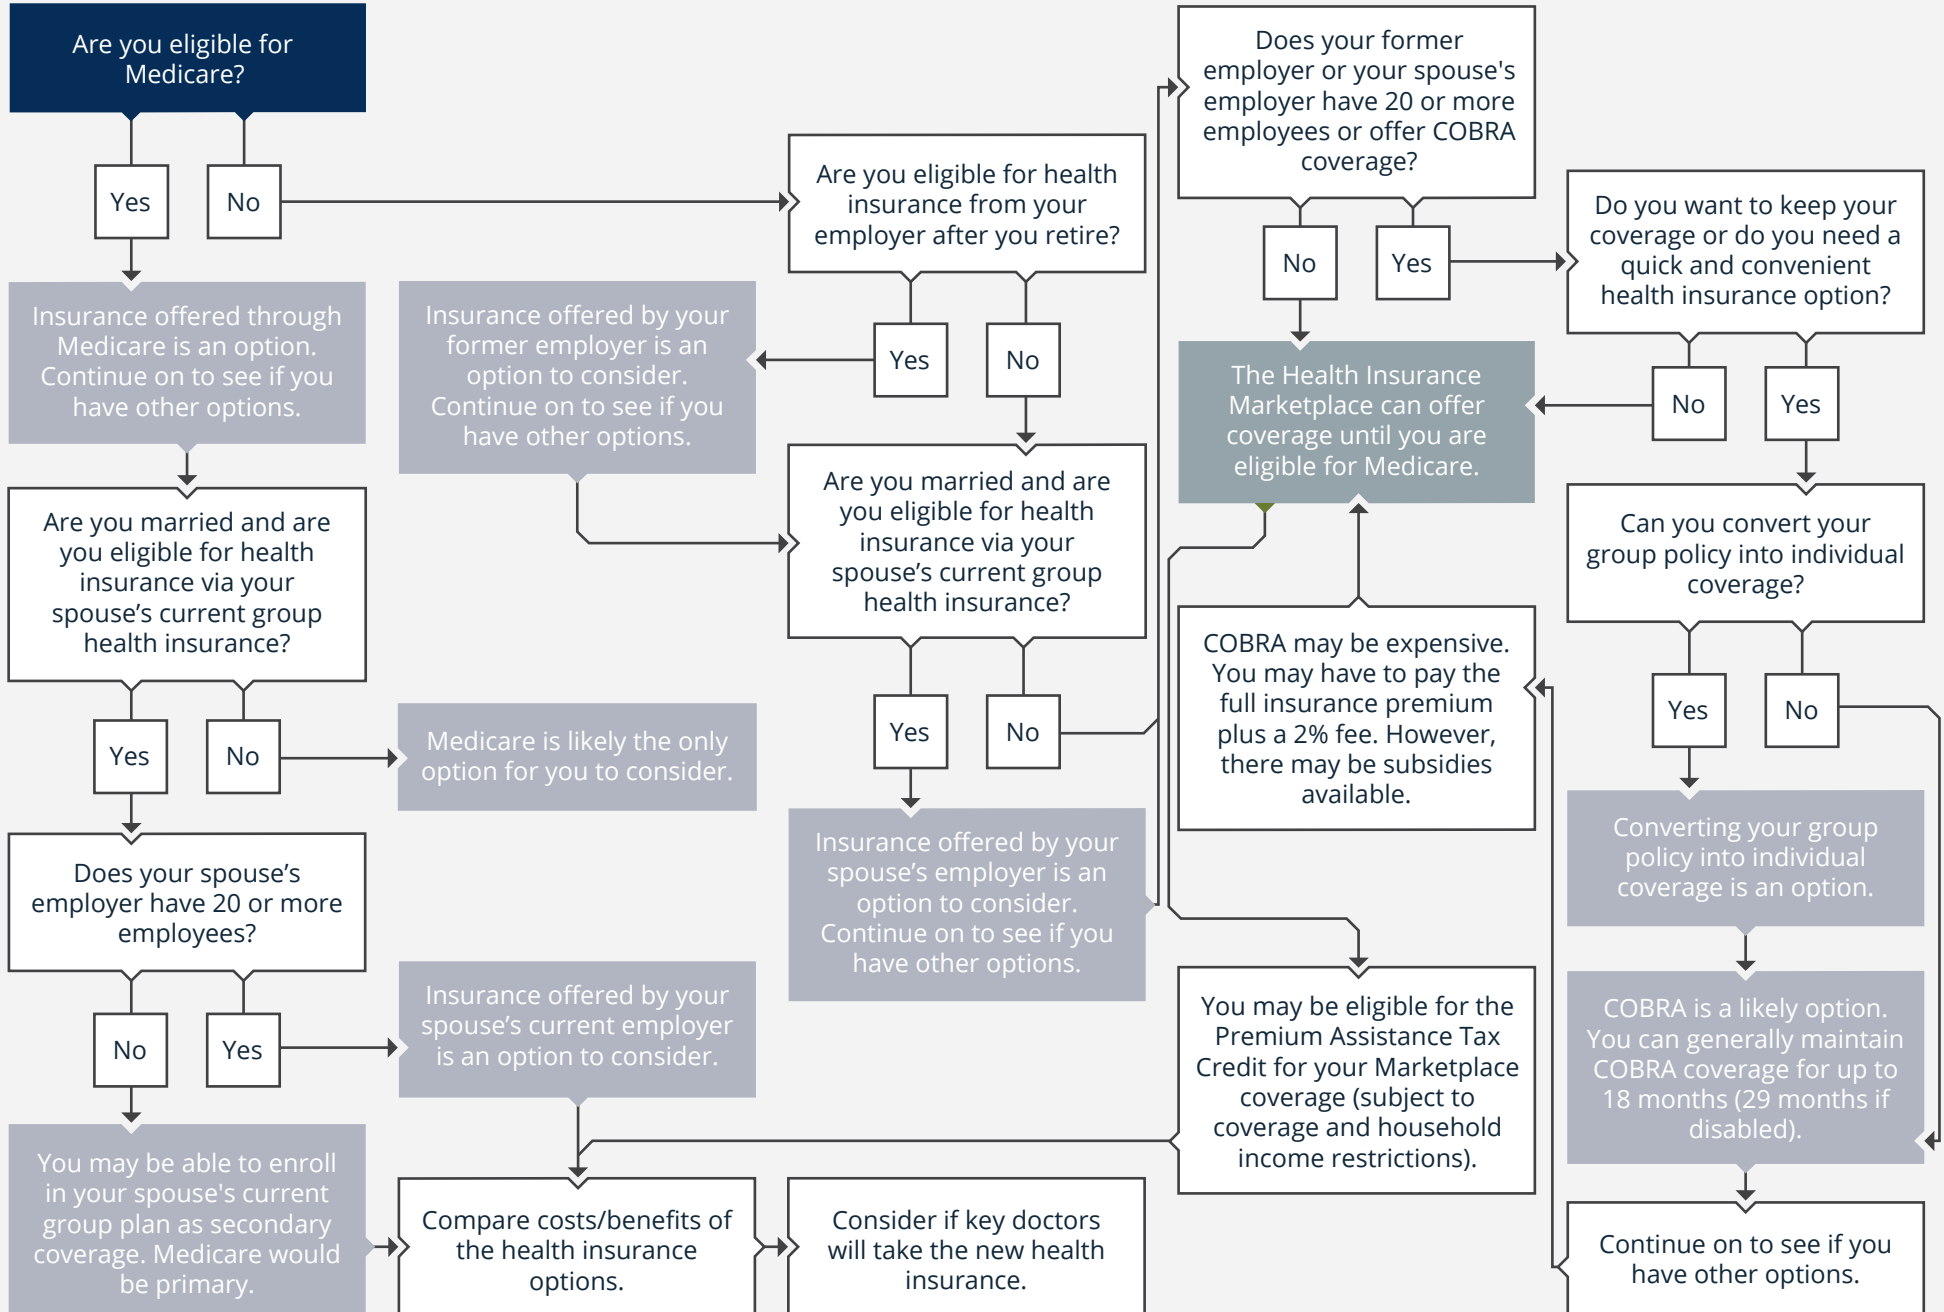 Are you eligible for
Medicare?
Yes
No
Insurance offered through
Medicare is an option.
Continue on to see if you
have other options.
Are you married and are
you eligible for health
insurance via your
spouse’s current group
health insurance?
Yes
No
Medicare is likely the only
option for you to consider.
Does your spouse’s
employer have 20 or more
employees?
No
Yes
Insurance offered by your
spouse’s current employer
is an option to consider.
You may be able to enroll
in your spouse's current
group plan as secondary
coverage. Medicare would
be primary.
Compare costs/benefits of
the health insurance
options.
Consider if key doctors
will take the new health
insurance.
Are you eligible for health
insurance from your
employer after you retire?
Yes
No
Insurance offered by your
former employer is an
option to consider.
Continue on to see if you
have other options.
Are you married and are
you eligible for health
insurance via your
spouse’s current group
health insurance?
Yes
No
Insurance offered by your
spouse’s employer is an
option to consider.
Continue on to see if you
have other options.
Does your former
employer or your spouse's
employer have 20 or more
employees or offer COBRA
coverage?
No
Yes
The Health Insurance
Marketplace can offer
coverage until you are
eligible for Medicare.
COBRA may be expensive.
You may have to pay the
full insurance premium
plus a 2% fee. However,
there may be subsidies
available.
You may be eligible for the
Premium Assistance Tax
Credit for your Marketplace
coverage (subject to
coverage and household
income restrictions).
Do you want to keep your
coverage or do you need a
quick and convenient
health insurance option?
No
Yes
Can you convert your
group policy into individual
coverage?
Yes
No
Converting your group
policy into individual
coverage is an option.
COBRA is a likely option.
You can generally maintain
COBRA coverage for up to
18 months (29 months if
disabled).
Continue on to see if you
have other options.